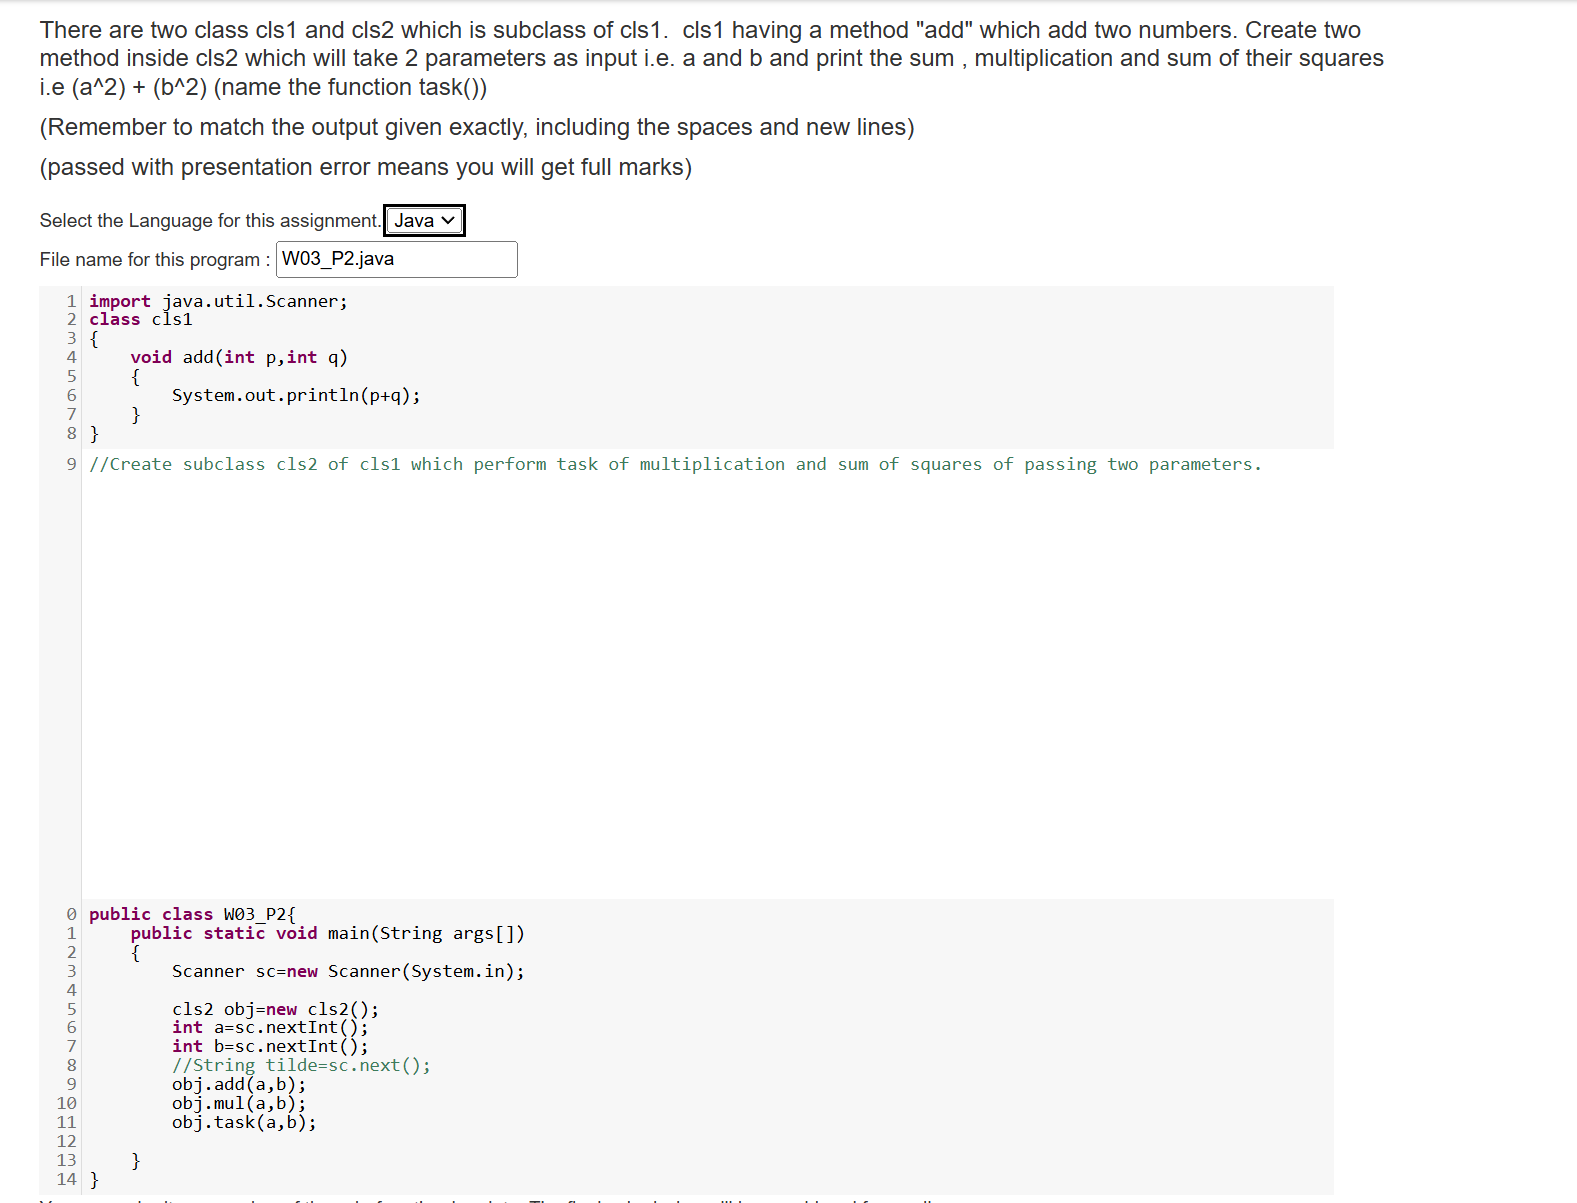 There are two class cls1 and cls2 which is subclass of cls1.  cls1 having a method "add" which add two numbers. Create two
method inside cls2 which will take 2 parameters as input i.e. a and b and print the sum , multiplication and sum of their squares
i.e (a^2) + (b^2) (name the function task())
(Remember to match the output given exactly, including the spaces and new lines)
(passed with presentation error means you will get full marks)
Select the Language for this assignment. Java
File name for this program : W03_P2.java
1 import java.util.Scanner;
2 class cls1
3 {
4     void add(int p,int q)
5     {
6         System.out.println(p+q);
7     }
8 }
9 //Create subclass cls2 of cls1 which perform task of multiplication and sum of squares of passing two parameters.
0 public class W03_P2{
1     public static void main(String args[])
2     {
3         Scanner sc=new Scanner(System.in);
4
5         cls2 obj=new cls2();
6         int a=sc.nextInt();
7         int b=sc.nextInt();
8         //String tilde=sc.next();
9         obj.add(a,b);
10         obj.mul(a,b);
11         obj.task(a,b);
12
13     }
14 }